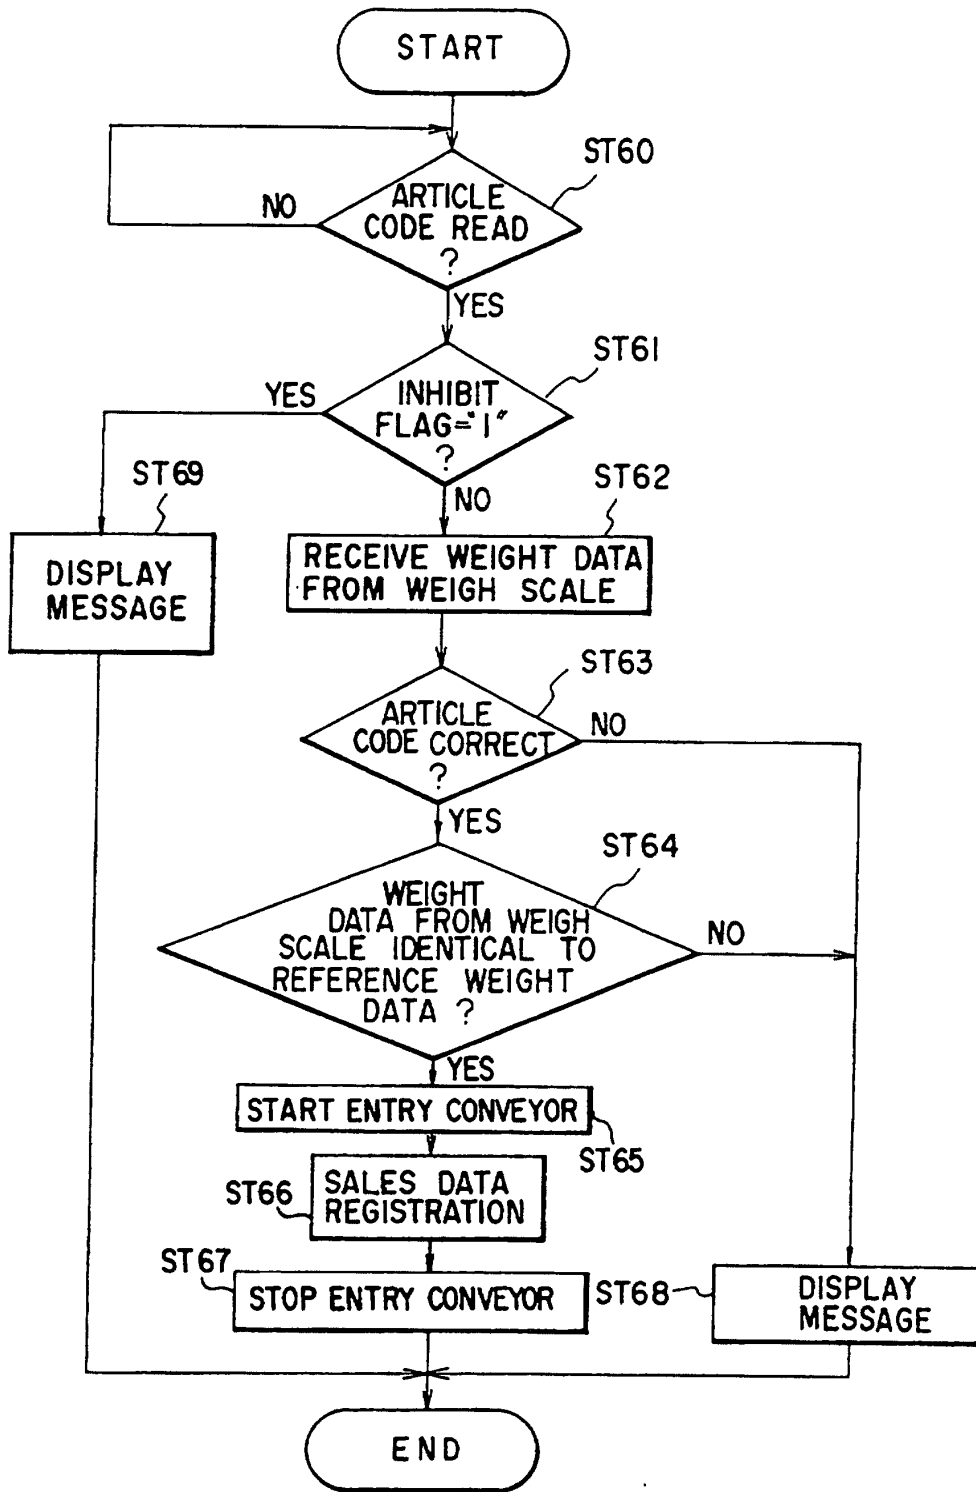 START
ST60
ARTICLE
NO
CODE READ
?
YES
ST61
YES
INHIBIT
FLAG="1"
?
ST69
NO
ST62
DISPLAY
MESSAGE
RECEIVE WEIGHT DATA
FROM WEIGH SCALE
ST63
ARTICLE
NO
CODE CORRECT
?
YES
ST64
WEIGHT
DATA FROM WEIGH
NO
SCALE IDENTICAL TO
REFERENCE WEIGHT
DATA ?
YES
START ENTRY CONVEYOR
ST65
ST66
SALES DATA
REGISTRATION
ST67
STOP ENTRY CONVEYOR
ST68
DISPLAY
MESSAGE
END